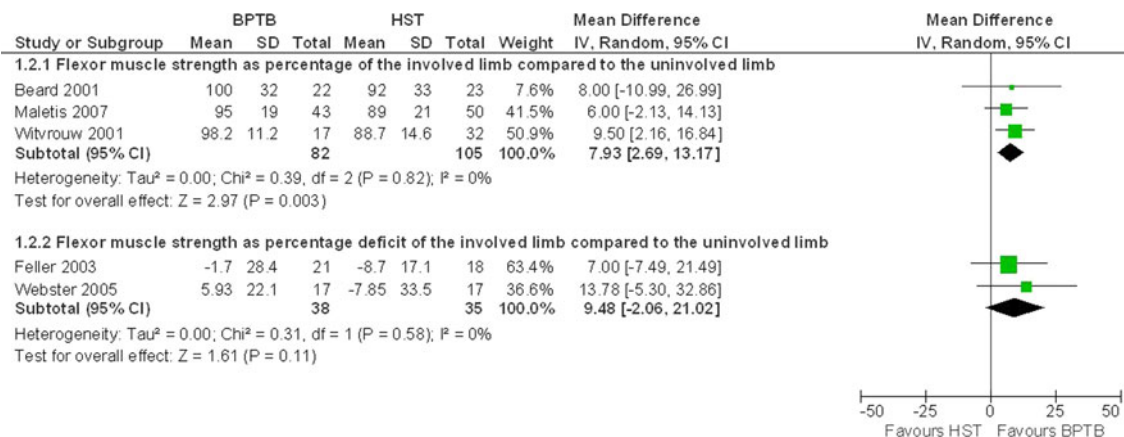 BPTB HST Mean Difference Mean Difference
Study or Subgroup Mean SD Total Mean SD Total Weight IV, Random, 95% CI IV, Random, 95% CI
1.2.1 Flexor muscle strength as percentage of the involved limb compared to the uninvolved limb
Beard 2001 100 32 22 92 33 23 7.6% 8.00 [-10.99, 26.99]
Maletis 2007 95 19 43 89 21 50 41.5% 6.00 [-2.13, 14.13]
Witvrouw 2001 98.2 11.2 17 88.7 14.6 32 50.9% 9.50 [2.16, 16.84]
Subtotal (95% CI) 82 105 100.0% 7.93 [2.69, 13.17]
Heterogeneity: Tau² = 0.00; Chi² = 0.39, df = 2 (P = 0.82); I² = 0%
Test for overall effect: Z = 2.97 (P = 0.003)
1.2.2 Flexor muscle strength as percentage deficit of the involved limb compared to the uninvolved limb
Feller 2003 -1.7 28.4 21 -8.7 17.1 18 63.4% 7.00 [-7.49, 21.49]
Webster 2005 5.93 22.1 17 -7.85 33.5 17 36.6% 13.78 [-5.30, 32.86]
Subtotal (95% CI) 38 35 100.0% 9.48 [-2.06, 21.02]
Heterogeneity: Tau² = 0.00; Chi² = 0.31, df = 1 (P = 0.58); I² = 0%
Test for overall effect: Z = 1.61 (P = 0.11)
-50 -25 0 25 50
Favours HST Favours BPTB